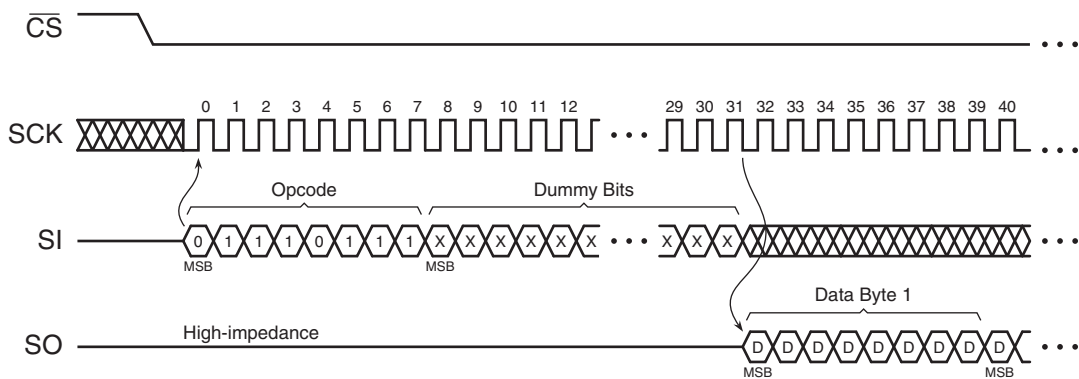 CS
0 1 2 3 4 5 6 7 8 9 10 11 12 29 30 31 32 33 34 35 36 37 38 39 40
SCK
Opcode Dummy Bits
SI 0 1 1 1 0 1 1 1 X X X X X X X X X
MSB MSB
Data Byte 1
High-impedance
SO D D D D D D D D D
MSB MSB